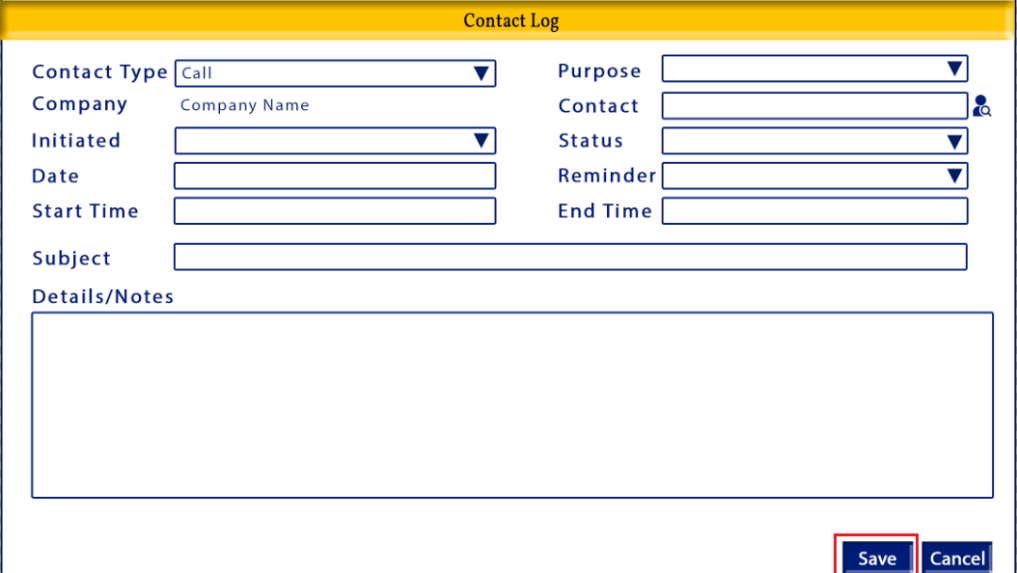 Contact Log
Contact Type Call Purpose
Company Company Name Contact
Initiated Status
Date Reminder
Start Time End Time
Subject
Details/Notes
Save Cancel